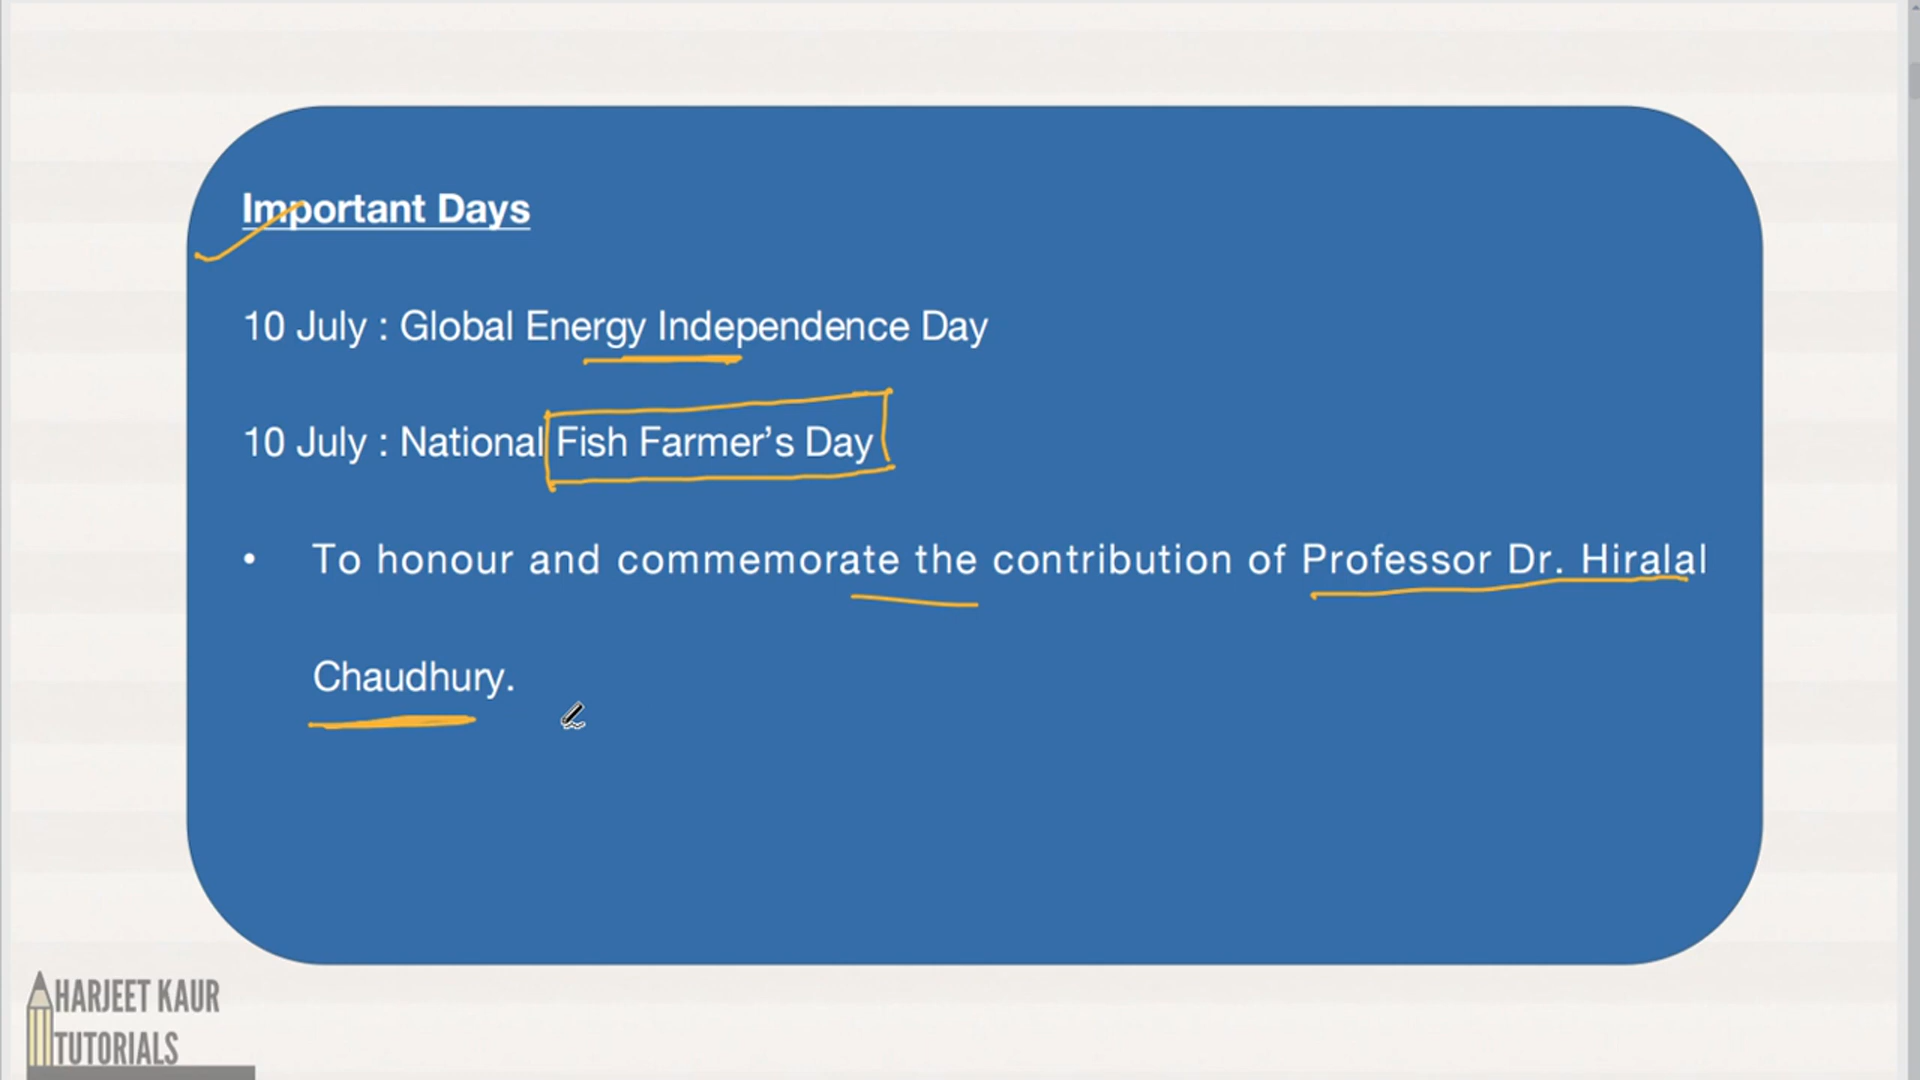 Important Days
10 July : Global Energy Independence Day
10 July : National Fish Farmer’s Day
• To honour and commemorate the contribution of Professor Dr. Hiralal
Chaudhury.
HARJEET KAUR
TUTORIALS